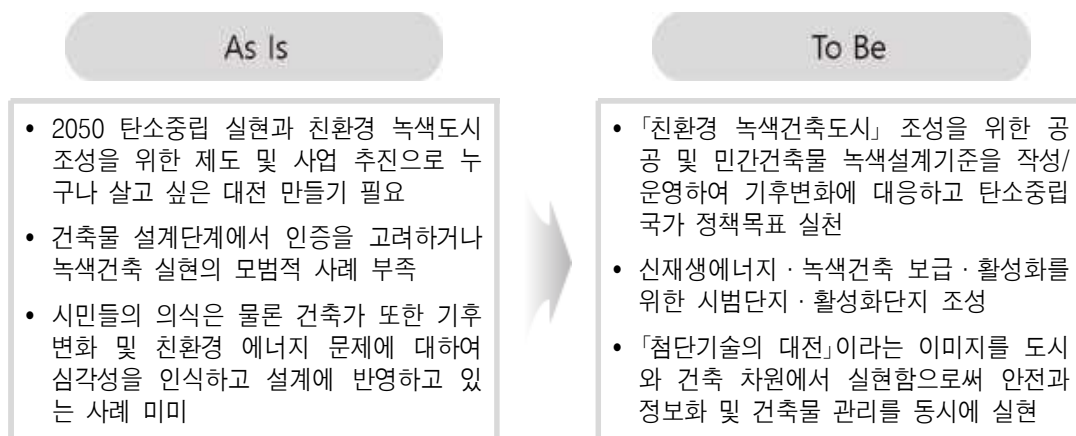 As Is
• 2050 탄소중립 실현과 친환경 녹색도시
조성을 위한 제도 및 사업 추진으로 누
구나 살고 싶은 대전 만들기 필요
• 건축물 설계단계에서 인증을 고려하거나
녹색건축 실현의 모범적 사례 부족
• 시민들의 의식은 물론 건축가 또한 기후
변화 및 친환경 에너지 문제에 대하여
심각성을 인식하고 설계에 반영하고 있
는 사례 미미
To Be
• 「친환경 녹색건축도시」 조성을 위한 공
공 및 민간건축물 녹색설계기준을 작성/
운영하여 기후변화에 대응하고 탄소중립
국가 정책목표 실천
• 신재생에너지‧녹색건축 보급‧활성화를
위한 시범단지‧활성화단지 조성
• 「첨단기술의 대전」이라는 이미지를 도시
와 건축 차원에서 실현함으로써 안전과
정보화 및 건축물 관리를 동시에 실현